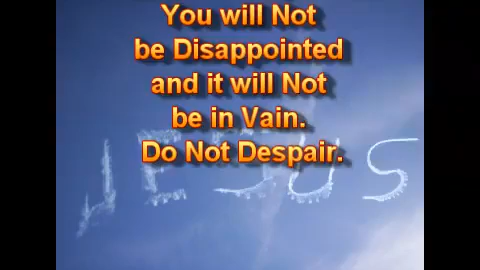 You will Not
be Disappointed
and it will Not
be in Vain.
Do Not Despair.
JESUS